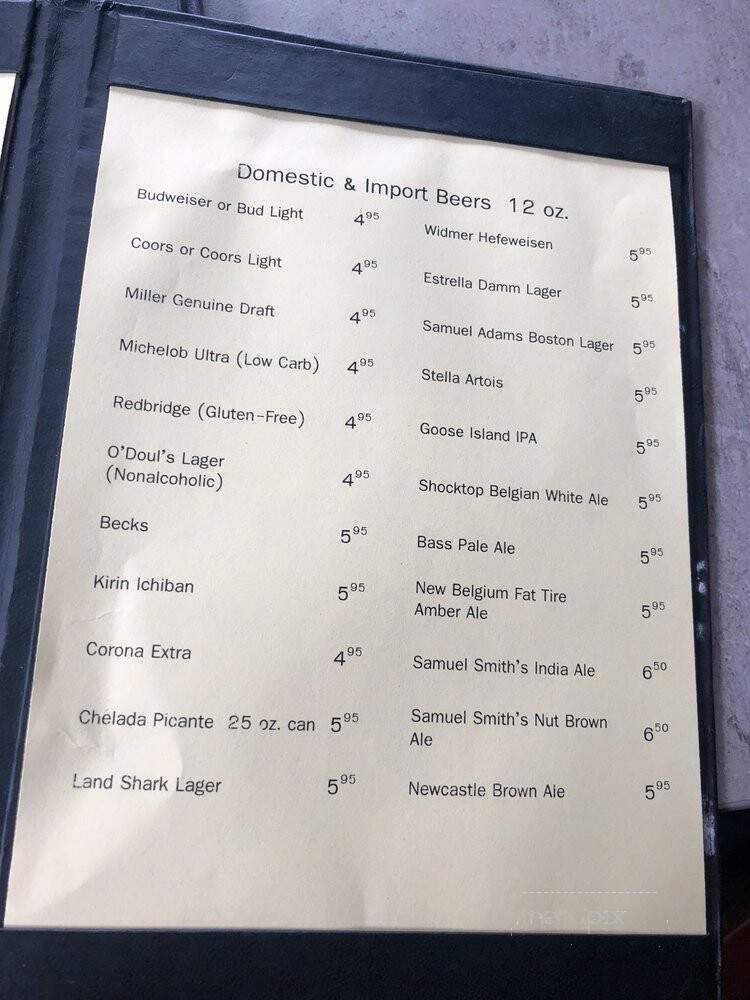 Domestic & Import Beers 12 oz.
Budweiser or Bud Light 4.95
Coors or Coors Light 4.95
Miller Genuine Draft 4.95
Michelob Ultra (Low Carb) 4.95
Redbridge (Gluten-Free) 4.95
O'Doul's Lager
(Nonalcoholic) 4.95
Becks 5.95
Kirin Ichiban 5.95
Corona Extra 4.95
Chelada Picante 25 oz. can 5.95
Land Shark Lager 5.95
Widmer Hefeweisen 5.95
Estrella Damm Lager 5.95
Samuel Adams Boston Lager 5.95
Stella Artois 5.95
Goose Island IPA 5.95
Shocktop Belgian White Ale 5.95
Bass Pale Ale 5.95
New Belgium Fat Tire
Amber Ale 5.95
Samuel Smith's India Ale 6.50
Samuel Smith's Nut Brown
Ale 6.50
Newcastle Brown Ale 5.95